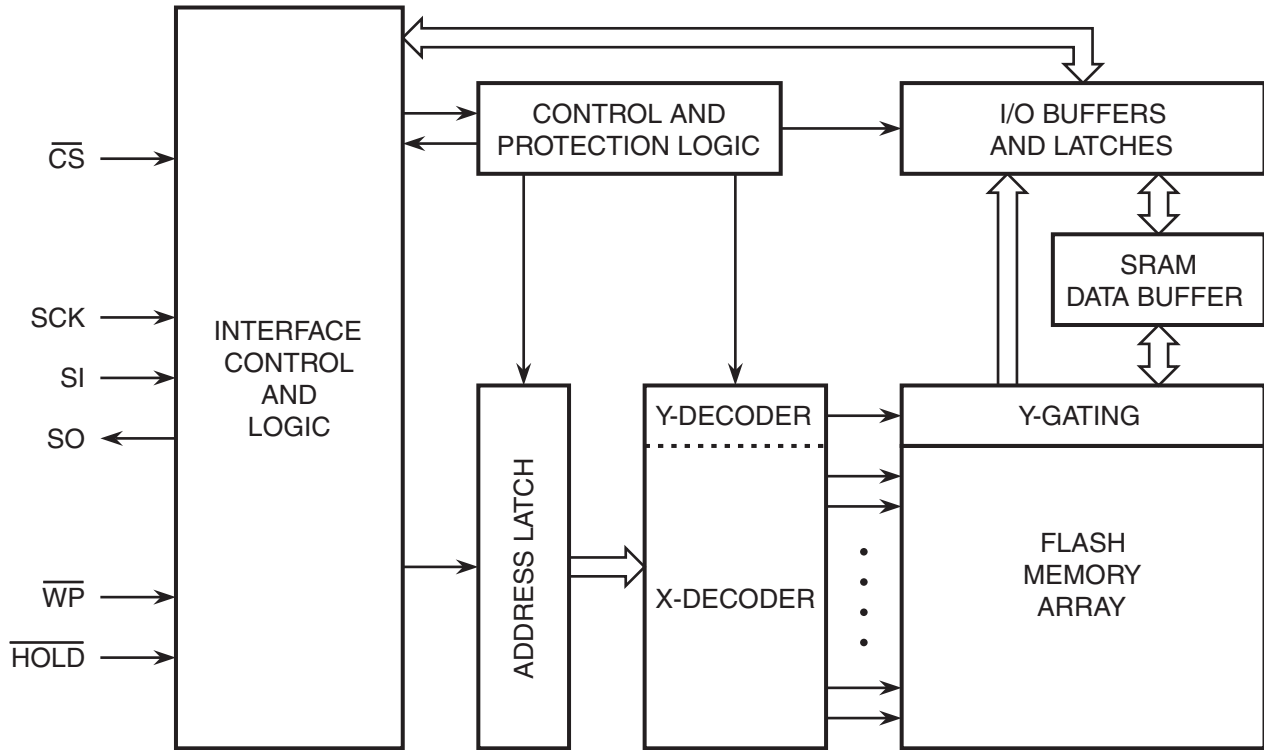 CS
SCK
SI
SO
WP
HOLD
INTERFACE
CONTROL
AND
LOGIC
CONTROL AND
PROTECTION LOGIC
I/O BUFFERS
AND LATCHES
SRAM
DATA BUFFER
ADDRESS LATCH
Y-DECODER
X-DECODER
Y-GATING
FLASH
MEMORY
ARRAY